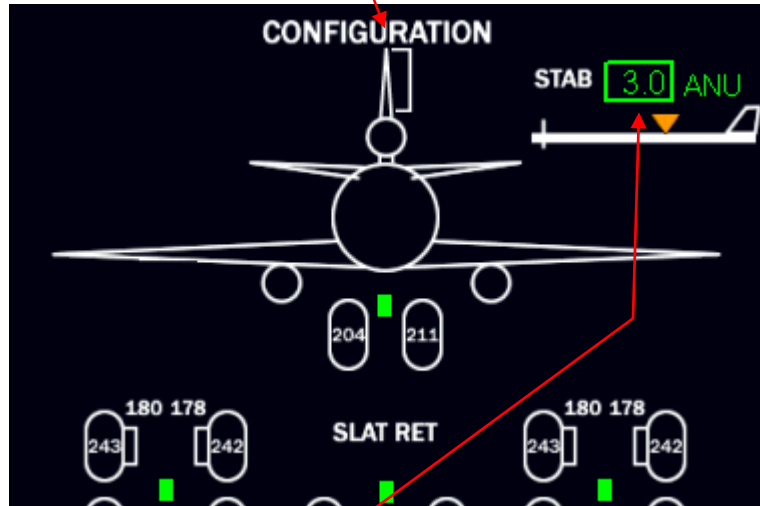 CONFIGURATION
STAB 3.0 ANU
204 211
180 178 180 178
243 242 SLAT RET 243 242